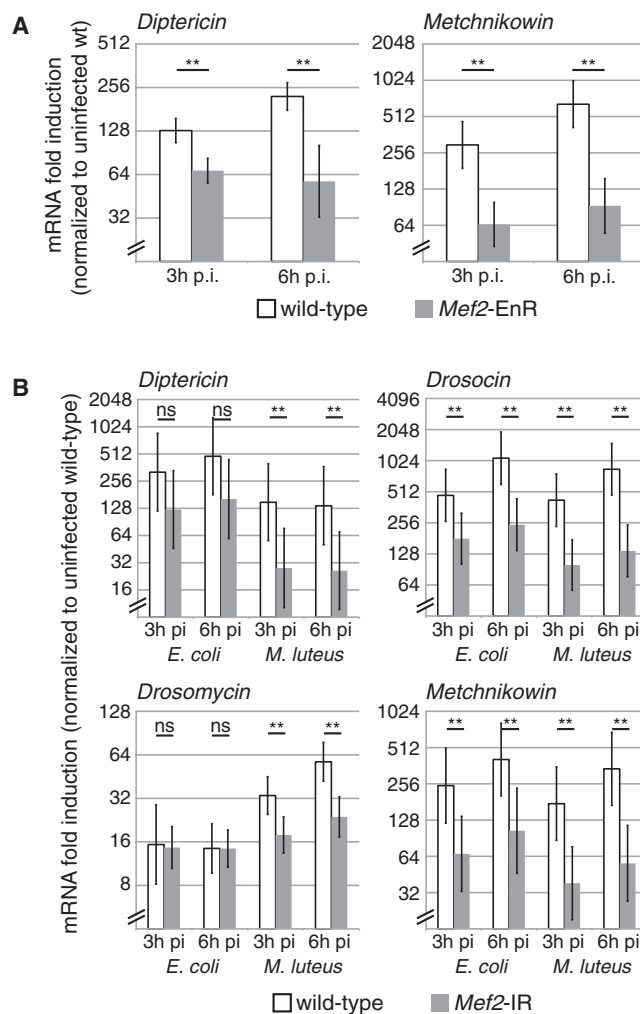 A
Diptericin
Metchnikowin
mRNA fold induction
(normalized to uninfected wt)
512
256
128
64
32
**
**
3h p.i.
6h p.i.
2048
1024
512
256
128
64
**
**
3h p.i.
6h p.i.
wild-type
Mef2-EnR
B
mRNA fold induction (normalized to uninfected wild-type)
Diptericin
2048
1024
512
256
128
64
32
16
ns
ns
**
**
3h pi
6h pi
3h pi
6h pi
E. coli
M. luteus
Drosocin
4096
2048
1024
512
256
128
64
**
**
**
**
3h pi
6h pi
3h pi
6h pi
E. coli
M. luteus
Drosomycin
128
64
32
16
8
ns
ns
**
**
3h pi
6h pi
3h pi
6h pi
E. coli
M. luteus
Metchnikowin
1024
512
256
128
64
32
**
**
**
**
3h pi
6h pi
3h pi
6h pi
E. coli
M. luteus
wild-type
Mef2-IR